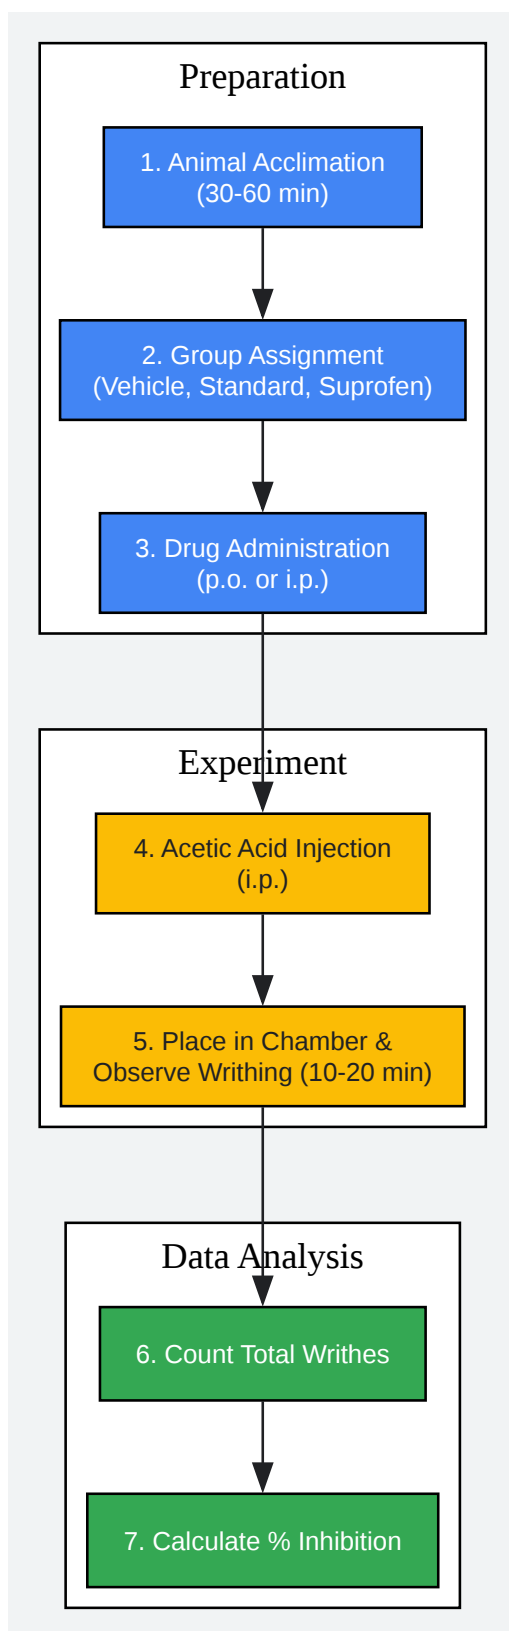 Preparation
1. Animal Acclimation
(30-60 min)
2. Group Assignment
(Vehicle, Standard, Suprofen)
3. Drug Administration
(p.o. or i.p.)
Experiment
4. Acetic Acid Injection
(i.p.)
5. Place in Chamber &
Observe Writhing (10-20 min)
Data Analysis
6. Count Total Writhes
7. Calculate % Inhibition